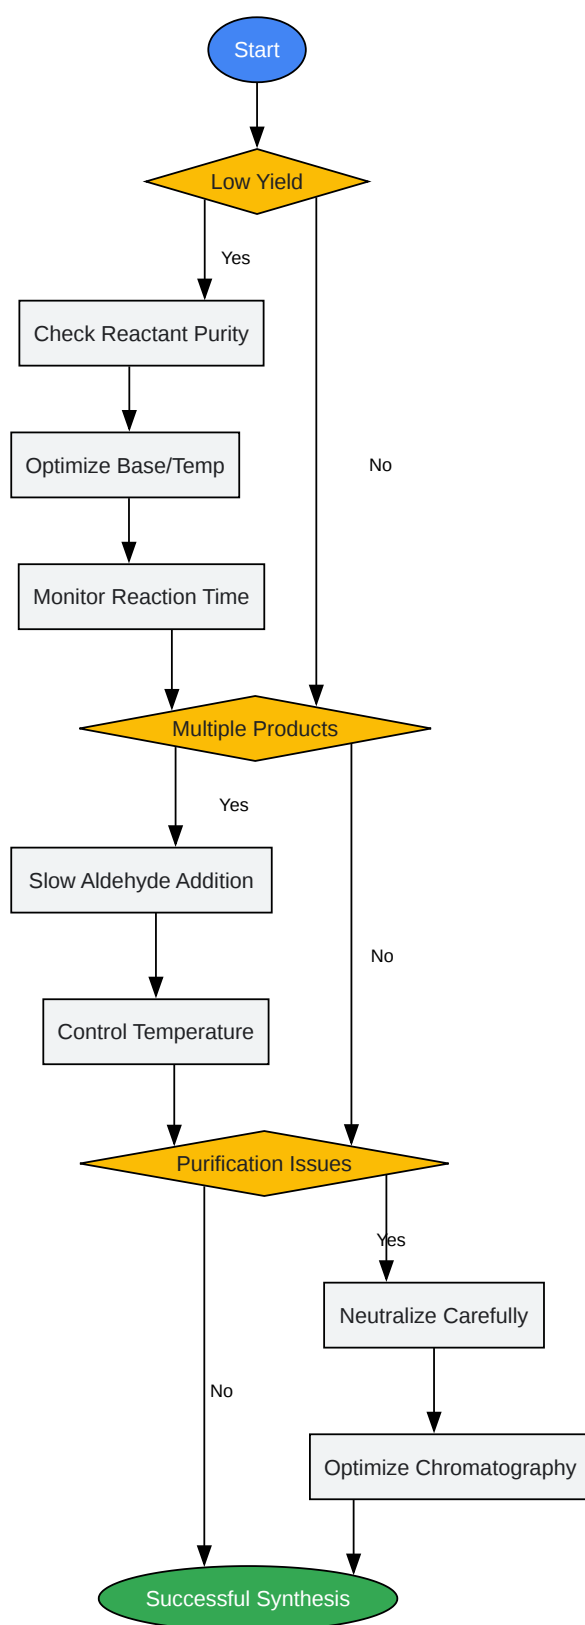 Start
Low Yield
Yes
Check Reactant Purity
Optimize Base/Temp
No
Monitor Reaction Time
Multiple Products
Yes
Slow Aldehyde Addition
No
Control Temperature
Purification Issues
Yes
Neutralize Carefully
No
Optimize Chromatography
Successful Synthesis